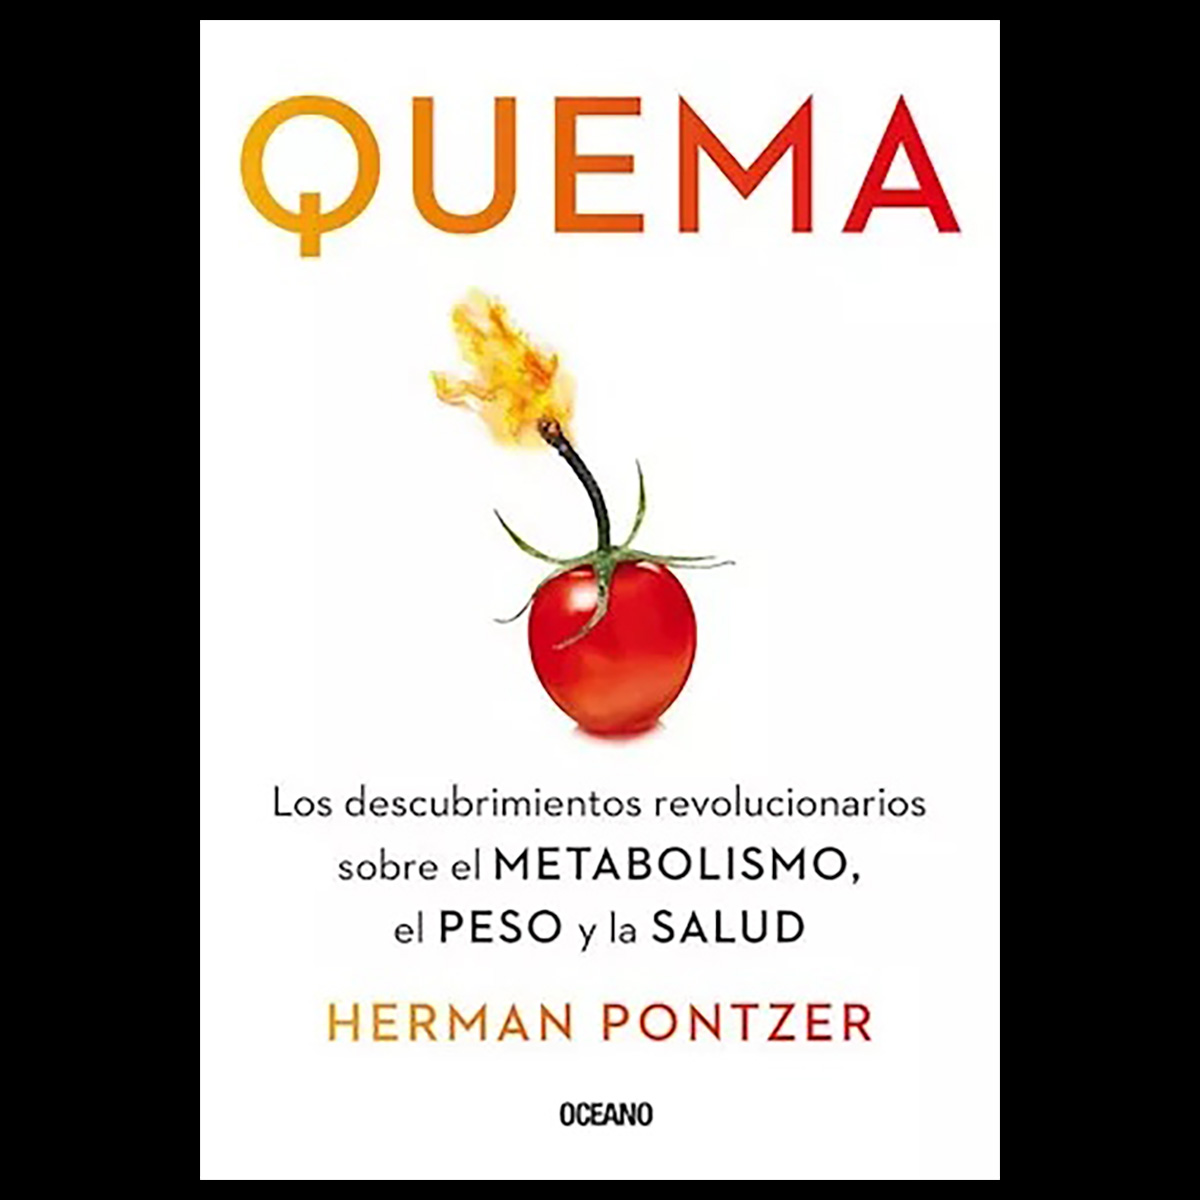 QUEMA
Los descubrimientos revolucionarios
sobre el METABOLISMO,
el PESO y la SALUD
HERMAN PONTZER
OCEANO